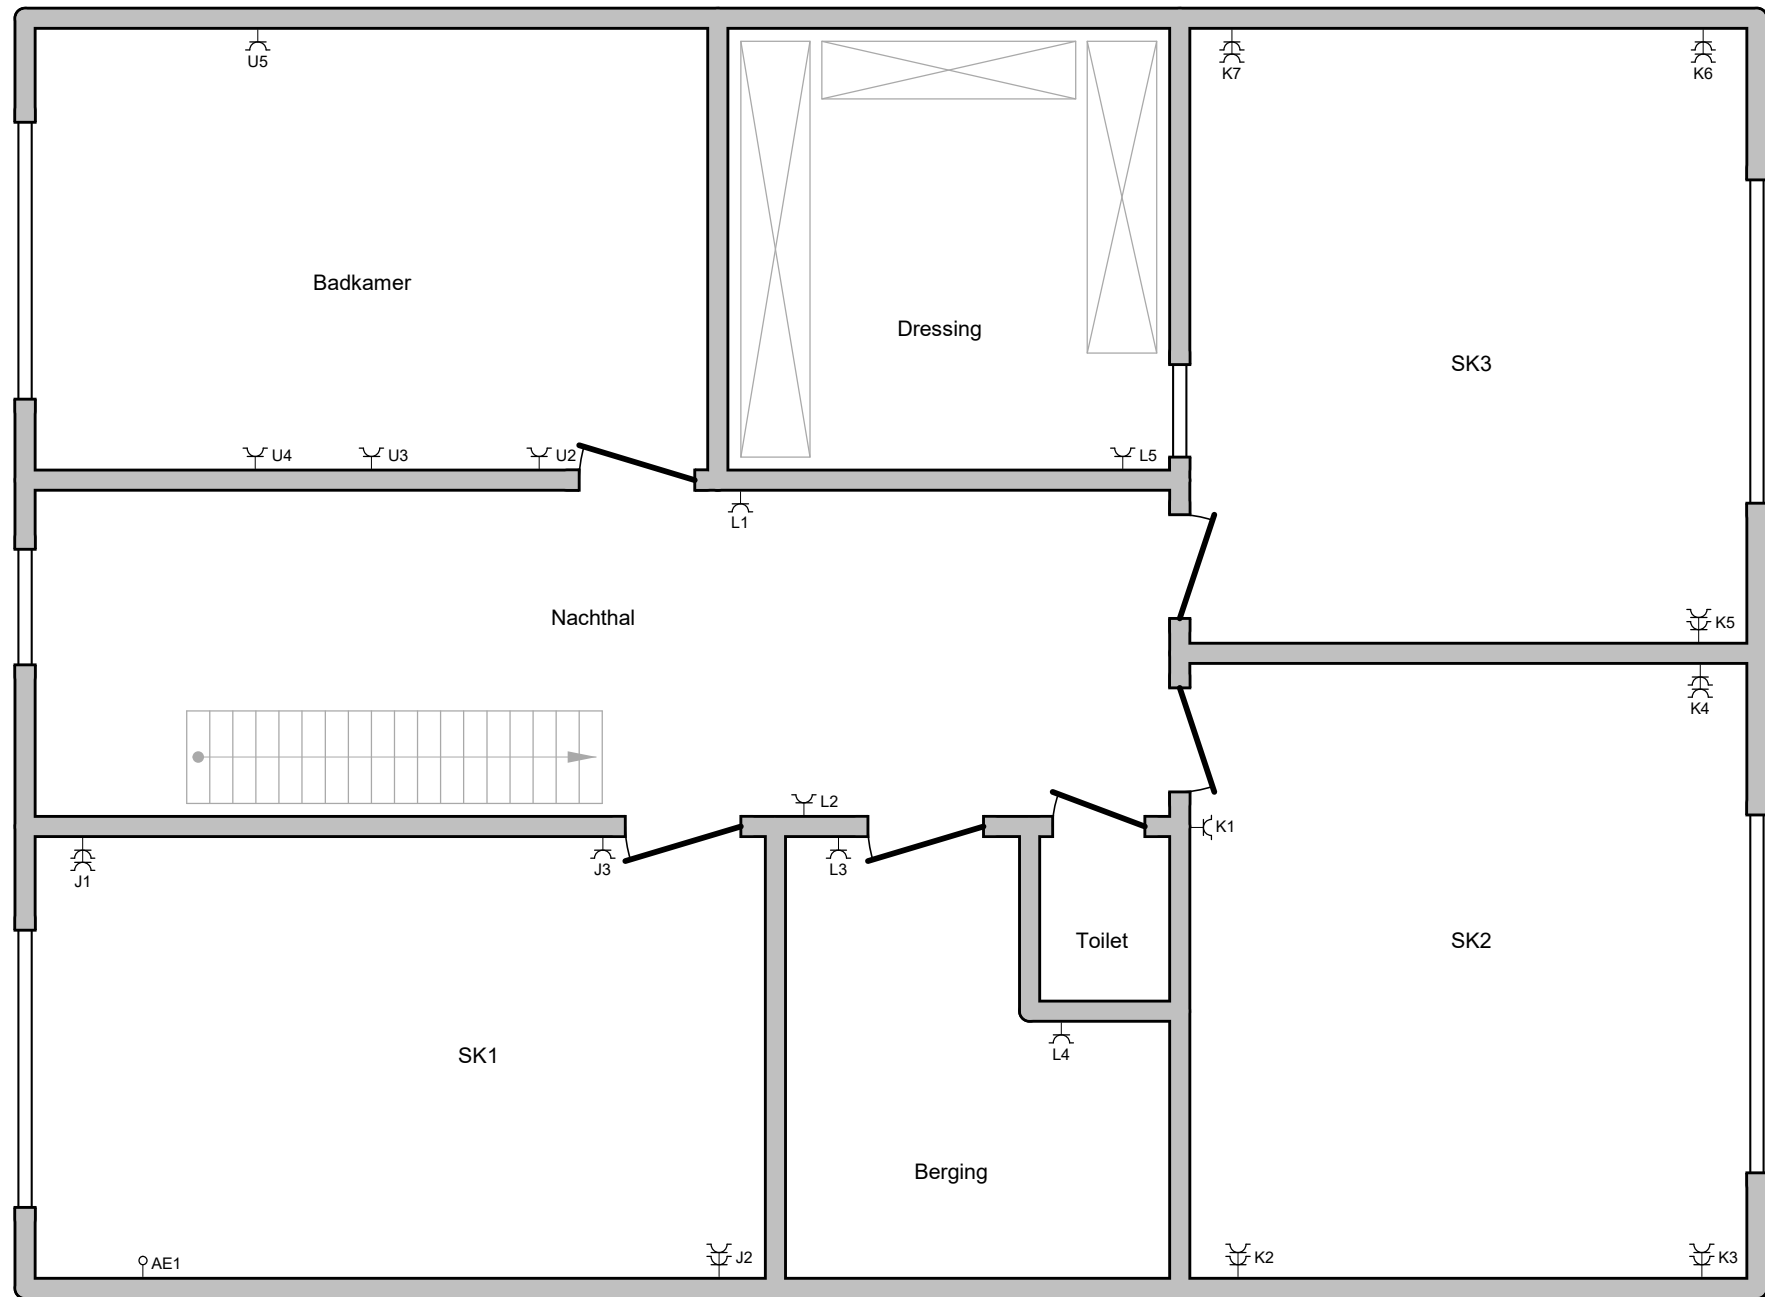 U5
K7
K6
Badkamer
Dressing
SK3
U4
U3
U2
L5
L1
Nachthal
K5
K4
L2
K1
J1
J3
L3
Toilet
SK2
SK1
L4
Berging
AE1
J2
K2
K3